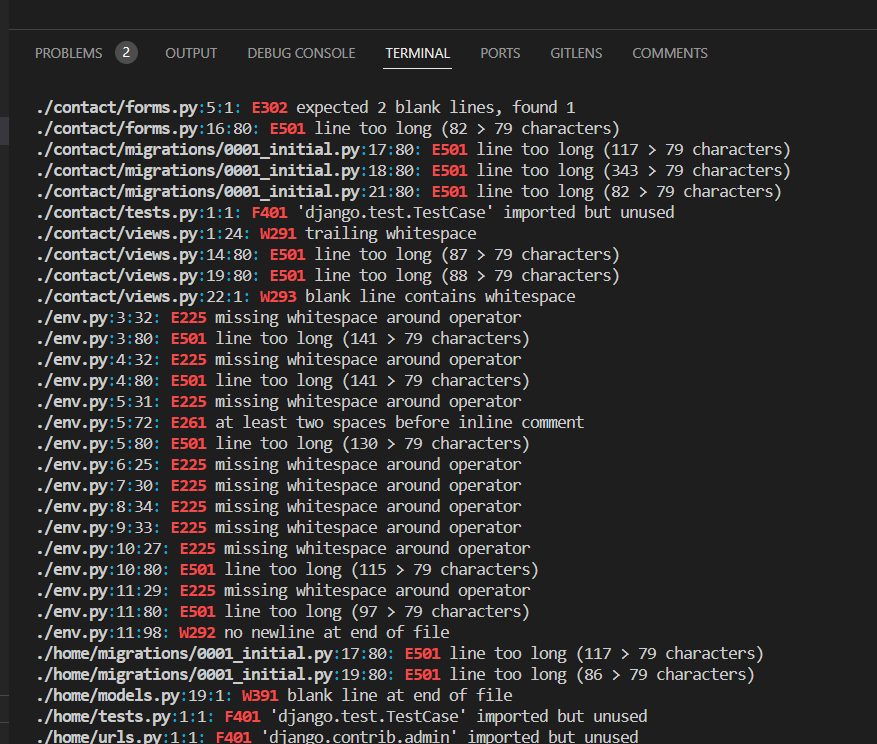 PROBLEMS 2 OUTPUT DEBUG CONSOLE TERMINAL PORTS GITLENS COMMENTS
./contact/forms.py:5:1: E302 expected 2 blank lines, found 1
./contact/forms.py:16:80: E501 line too long (82 > 79 characters)
./contact/migrations/0001_initial.py:17:80: E501 line too long (117 > 79 characters)
./contact/migrations/0001_initial.py:18:80: E501 line too long (343 > 79 characters)
./contact/migrations/0001_initial.py:21:80: E501 line too long (82 > 79 characters)
./contact/tests.py:1:1: F401 'django.test.TestCase' imported but unused
./contact/views.py:1:24: W291 trailing whitespace
./contact/views.py:14:80: E501 line too long (87 > 79 characters)
./contact/views.py:19:80: E501 line too long (88 > 79 characters)
./contact/views.py:22:1: W293 blank line contains whitespace
./env.py:3:32: E225 missing whitespace around operator
./env.py:3:80: E501 line too long (141 > 79 characters)
./env.py:4:32: E225 missing whitespace around operator
./env.py:4:80: E501 line too long (141 > 79 characters)
./env.py:5:31: E225 missing whitespace around operator
./env.py:5:72: E261 at least two spaces before inline comment
./env.py:5:80: E501 line too long (130 > 79 characters)
./env.py:6:25: E225 missing whitespace around operator
./env.py:7:30: E225 missing whitespace around operator
./env.py:8:34: E225 missing whitespace around operator
./env.py:9:33: E225 missing whitespace around operator
./env.py:10:27: E225 missing whitespace around operator
./env.py:10:80: E501 line too long (115 > 79 characters)
./env.py:11:29: E225 missing whitespace around operator
./env.py:11:80: E501 line too long (97 > 79 characters)
./env.py:11:98: W292 no newline at end of file
./home/migrations/0001_initial.py:17:80: E501 line too long (117 > 79 characters)
./home/migrations/0001_initial.py:19:80: E501 line too long (86 > 79 characters)
./home/models.py:19:1: W391 blank line at end of file
./home/tests.py:1:1: F401 'django.test.TestCase' imported but unused
./home/urls.py:1:1: F401 'django.contrib.admin' imported but unused